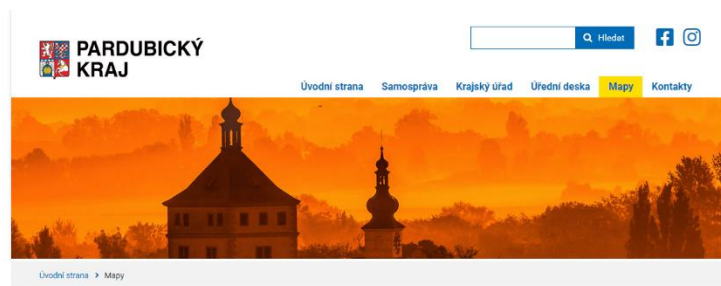 PARDUBICKÝ
KRAJ
Hledat
Úvodní strana Samospráva Krajský úřad Úřední deska Mapy Kontakty
Úvodní strana > Mapy